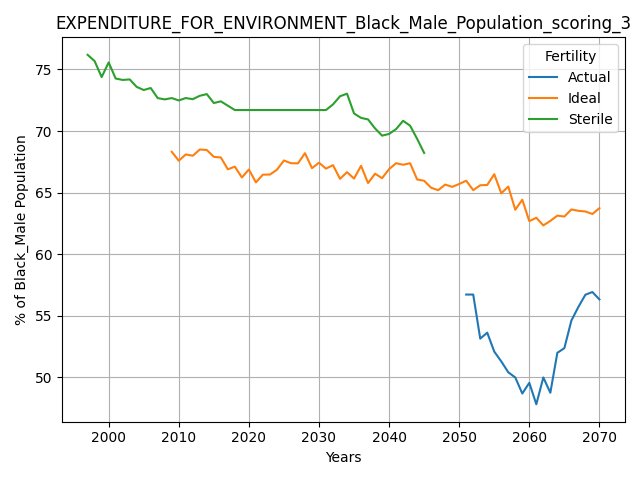 EXPENDITURE_FOR_ENVIRONMENT_Black_Male_Population_scoring_3
Fertility
Actual
Ideal
Sterile
% of Black_Male Population
75
70
65
60
55
50
2000 2010 2020 2030 2040 2050 2060 2070
Years